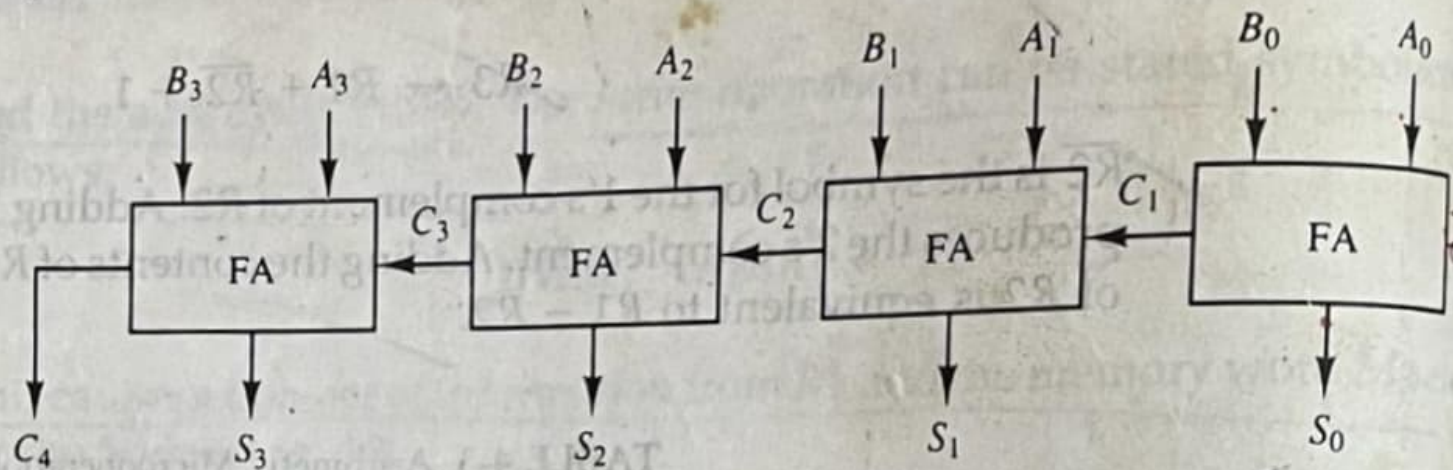 B₃ A₃ B₂ A₂ B₁ A₁ B₀ A₀
FA C₃ FA C₂ FA C₁ FA
C₄ S₃ S₂ S₁ S₀